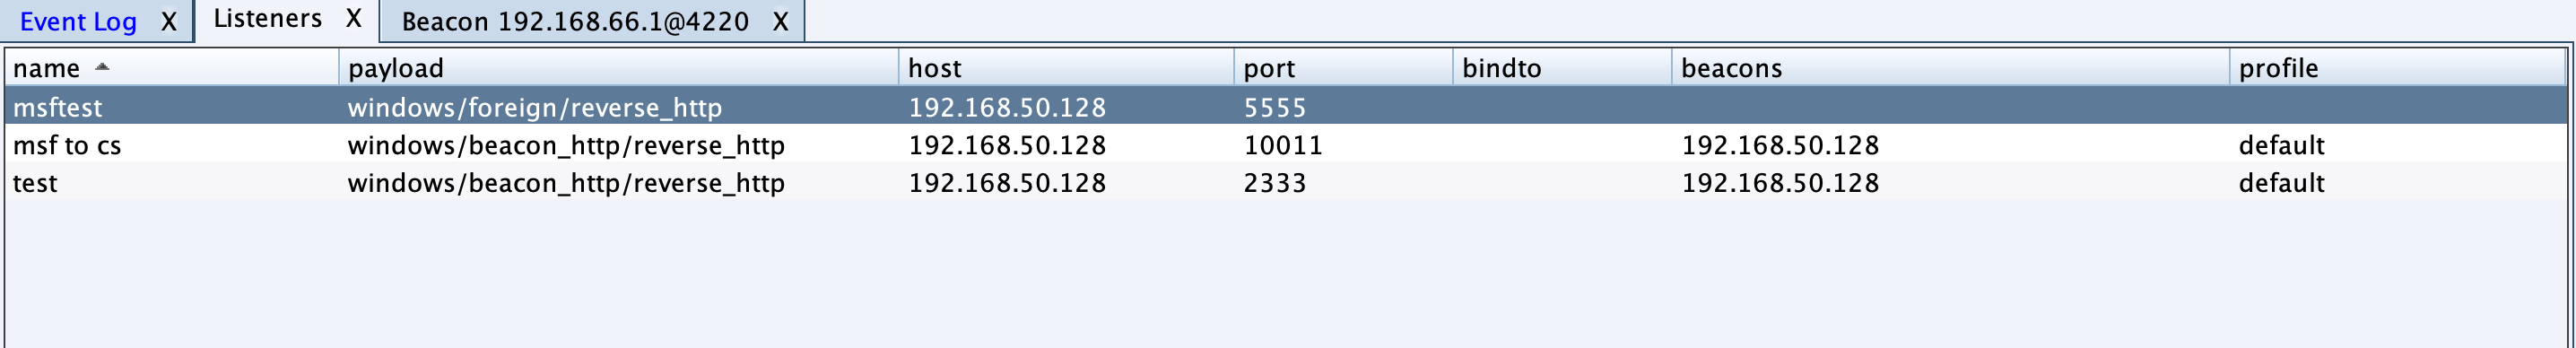 Event Log X Listeners X Beacon 192.168.66.1@4220 X
name payload host port bindto beacons profile
msftest windows/foreign/reverse_http 192.168.50.128 5555
msf to cs windows/beacon_http/reverse_http 192.168.50.128 10011 192.168.50.128 default
test windows/beacon_http/reverse_http 192.168.50.128 2333 192.168.50.128 default